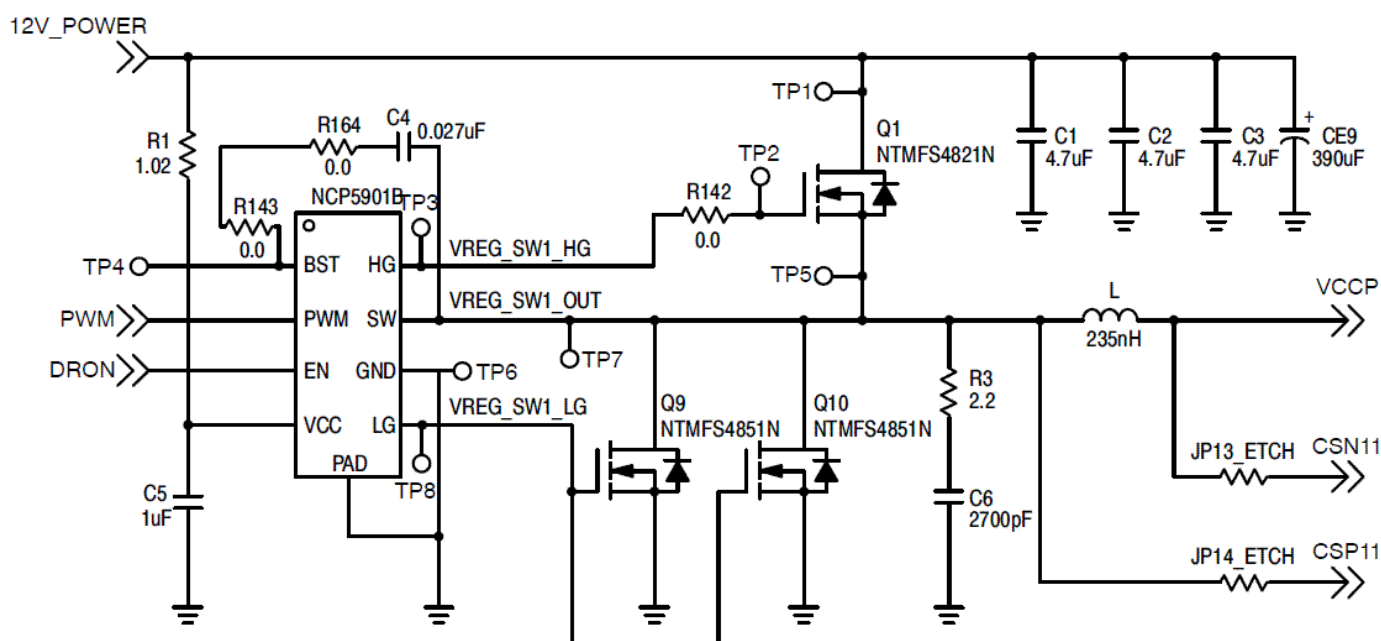 12V_POWER
TP1
R1
1.02
R164
0.0
C4
0.027uF
Q1
NTMFS4821N
C1
4.7uF
C2
4.7uF
C3
4.7uF
+
CE9
390uF
R143
0.0
NCP5901B
TP3
R142
0.0
TP2
TP4
BST
HG
VREG_SW1_HG
TP5
PWM
PWM
SW
VREG_SW1_OUT
L
235nH
VCCP
TP7
DRON
EN
GND
TP6
R3
2.2
VCC
LG
VREG_SW1_LG
Q9
NTMFS4851N
Q10
NTMFS4851N
PAD
TP8
C5
1uF
C6
2700pF
JP13_ETCH
CSN11
JP14_ETCH
CSP11